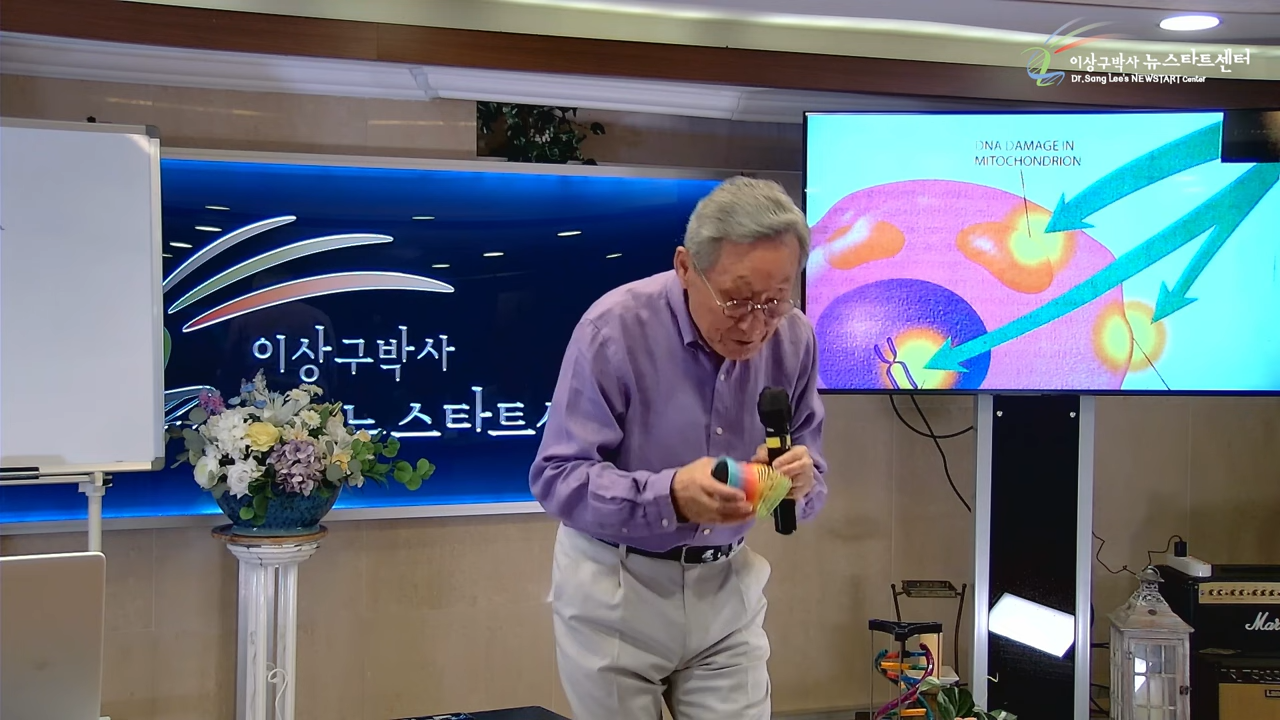 이상구박사 뉴스타트센터
Dr.Sang Lee's NEWSTART Center
DNA DAMAGE IN
MITOCHONDRION
이상구박사
뉴스타트